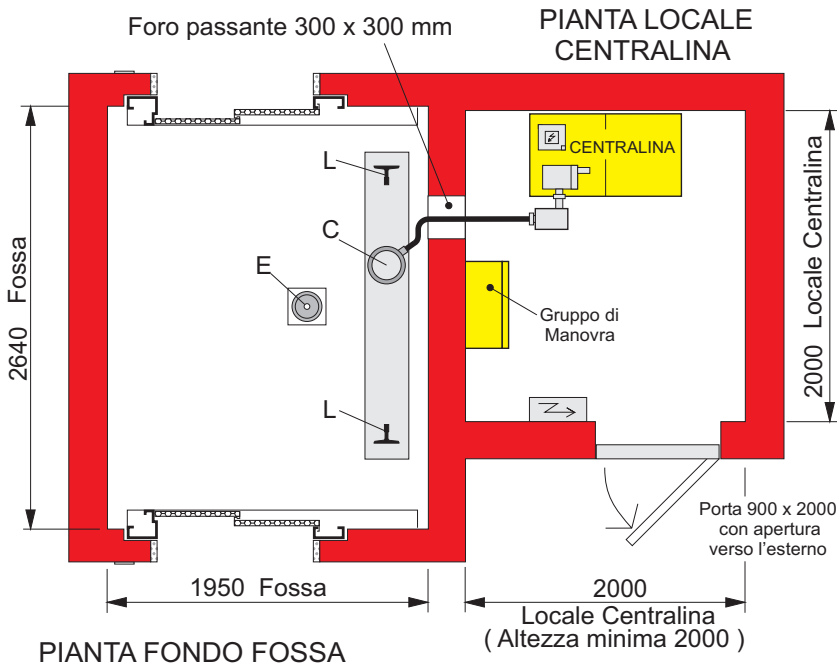 Foro passante 300 x 300 mm
PIANTA LOCALE
CENTRALINA
L
CENTRALINA
C
E
2640 Fossa
Gruppo di
Manovra
2000 Locale Centralina
L
Porta 900 x 2000
con apertura
verso l'esterno
1950 Fossa
2000
Locale Centralina
( Altezza minima 2000 )
PIANTA FONDO FOSSA